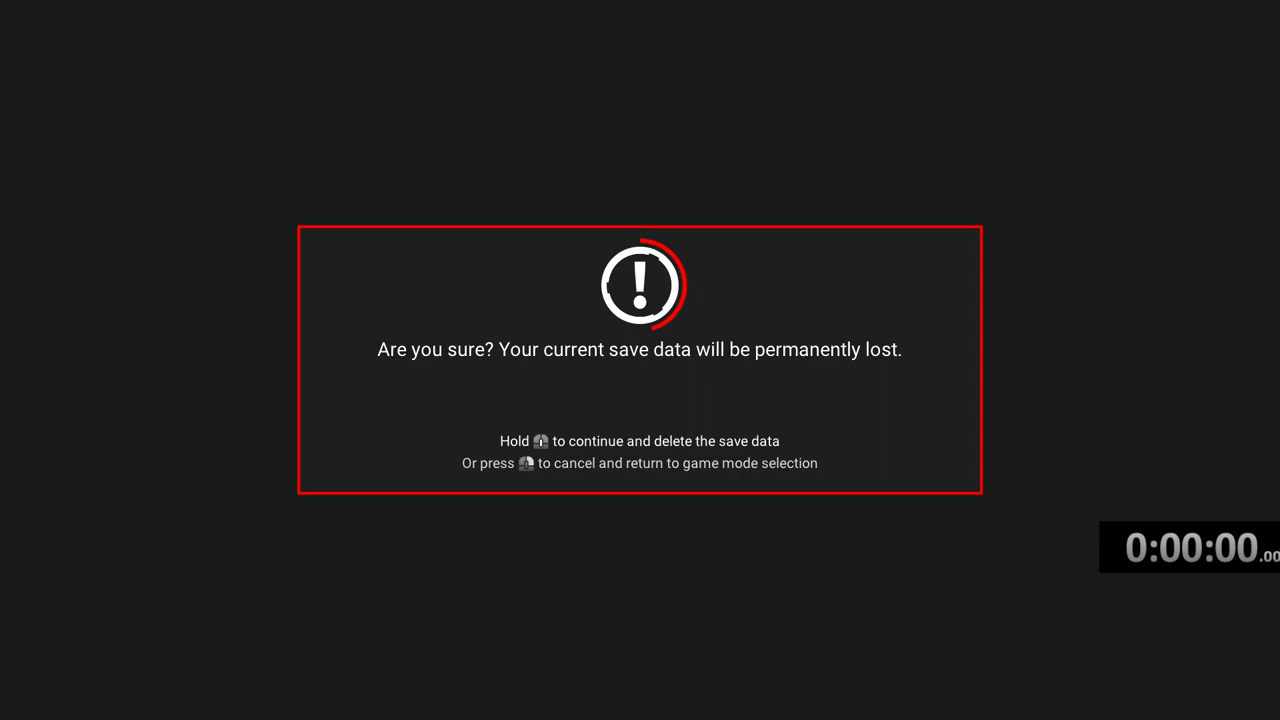 Are you sure? Your current save data will be permanently lost.
Hold to continue and delete the save data
Or press to cancel and return to game mode selection
0:00:00.00